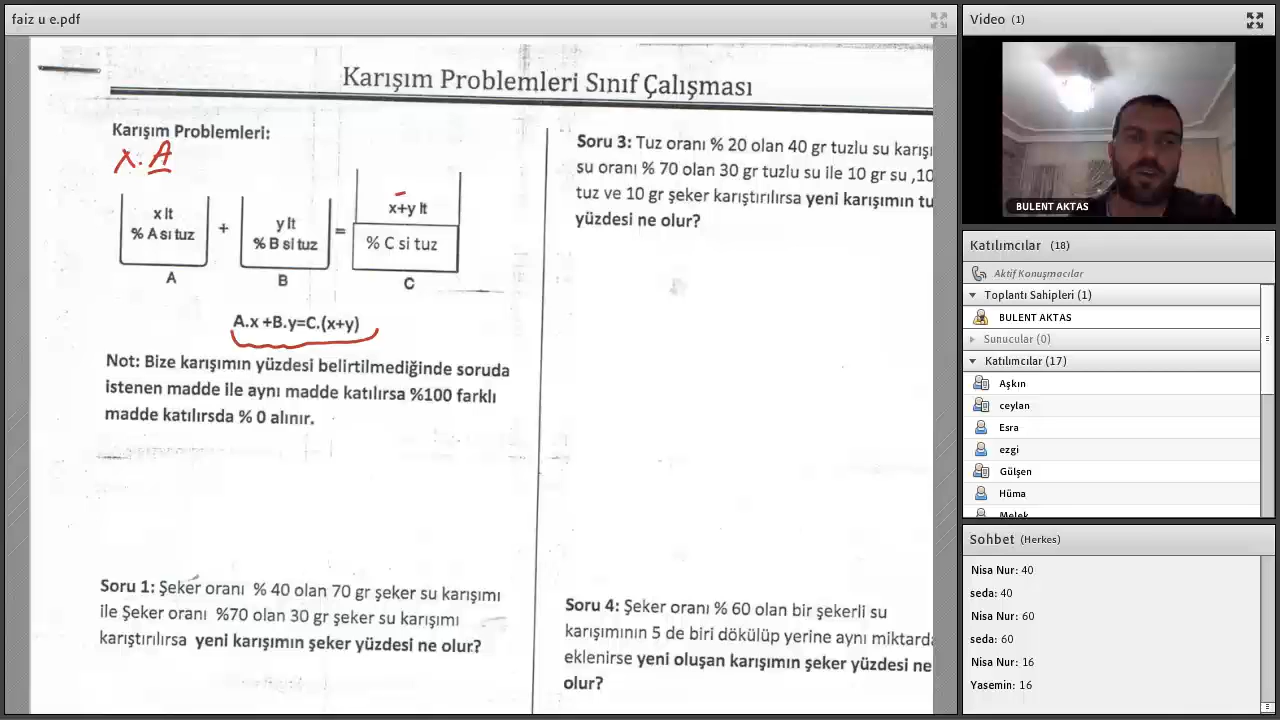 faiz u e.pdf
Karışım Problemleri Sınıf Çalışması
Karışım Problemleri:
X. A
x lt
% A sı tuz
A
+
y lt
% B si tuz
B
=
x+y lt
% C si tuz
C
A.x +B.y=C.(x+y)
Not: Bize karışımın yüzdesi belirtilmediğinde soruda
istenen madde ile aynı madde katılırsa %100 farklı
madde katılırsda % 0 alınır.
Soru 1: Şeker oranı % 40 olan 70 gr şeker su karışımı
ile Şeker oranı %70 olan 30 gr şeker su karışımı
karıştırılırsa yeni karışımın şeker yüzdesi ne olur?
Soru 3: Tuz oranı % 20 olan 40 gr tuzlu su karışı
su oranı % 70 olan 30 gr tuzlu su ile 10 gr su ,10
tuz ve 10 gr şeker karıştırılırsa yeni karışımın tu
yüzdesi ne olur?
Soru 4: Şeker oranı % 60 olan bir şekerli su
karışımının 5 de biri dökülüp yerine aynı miktard
eklenirse yeni oluşan karışımın şeker yüzdesi ne
olur?
Video (1)
BULENT AKTAS
Katılımcılar (18)
Aktif Konuşmacılar
Toplantı Sahipleri (1)
BULENT AKTAS
Sunucular (0)
Katılımcılar (17)
Aşkın
ceylan
Esra
ezgi
Gülşen
Hüma
Melek
Sohbet (Herkes)
Nisa Nur: 40
seda: 40
Nisa Nur: 60
seda: 60
Nisa Nur: 16
Yasemin: 16